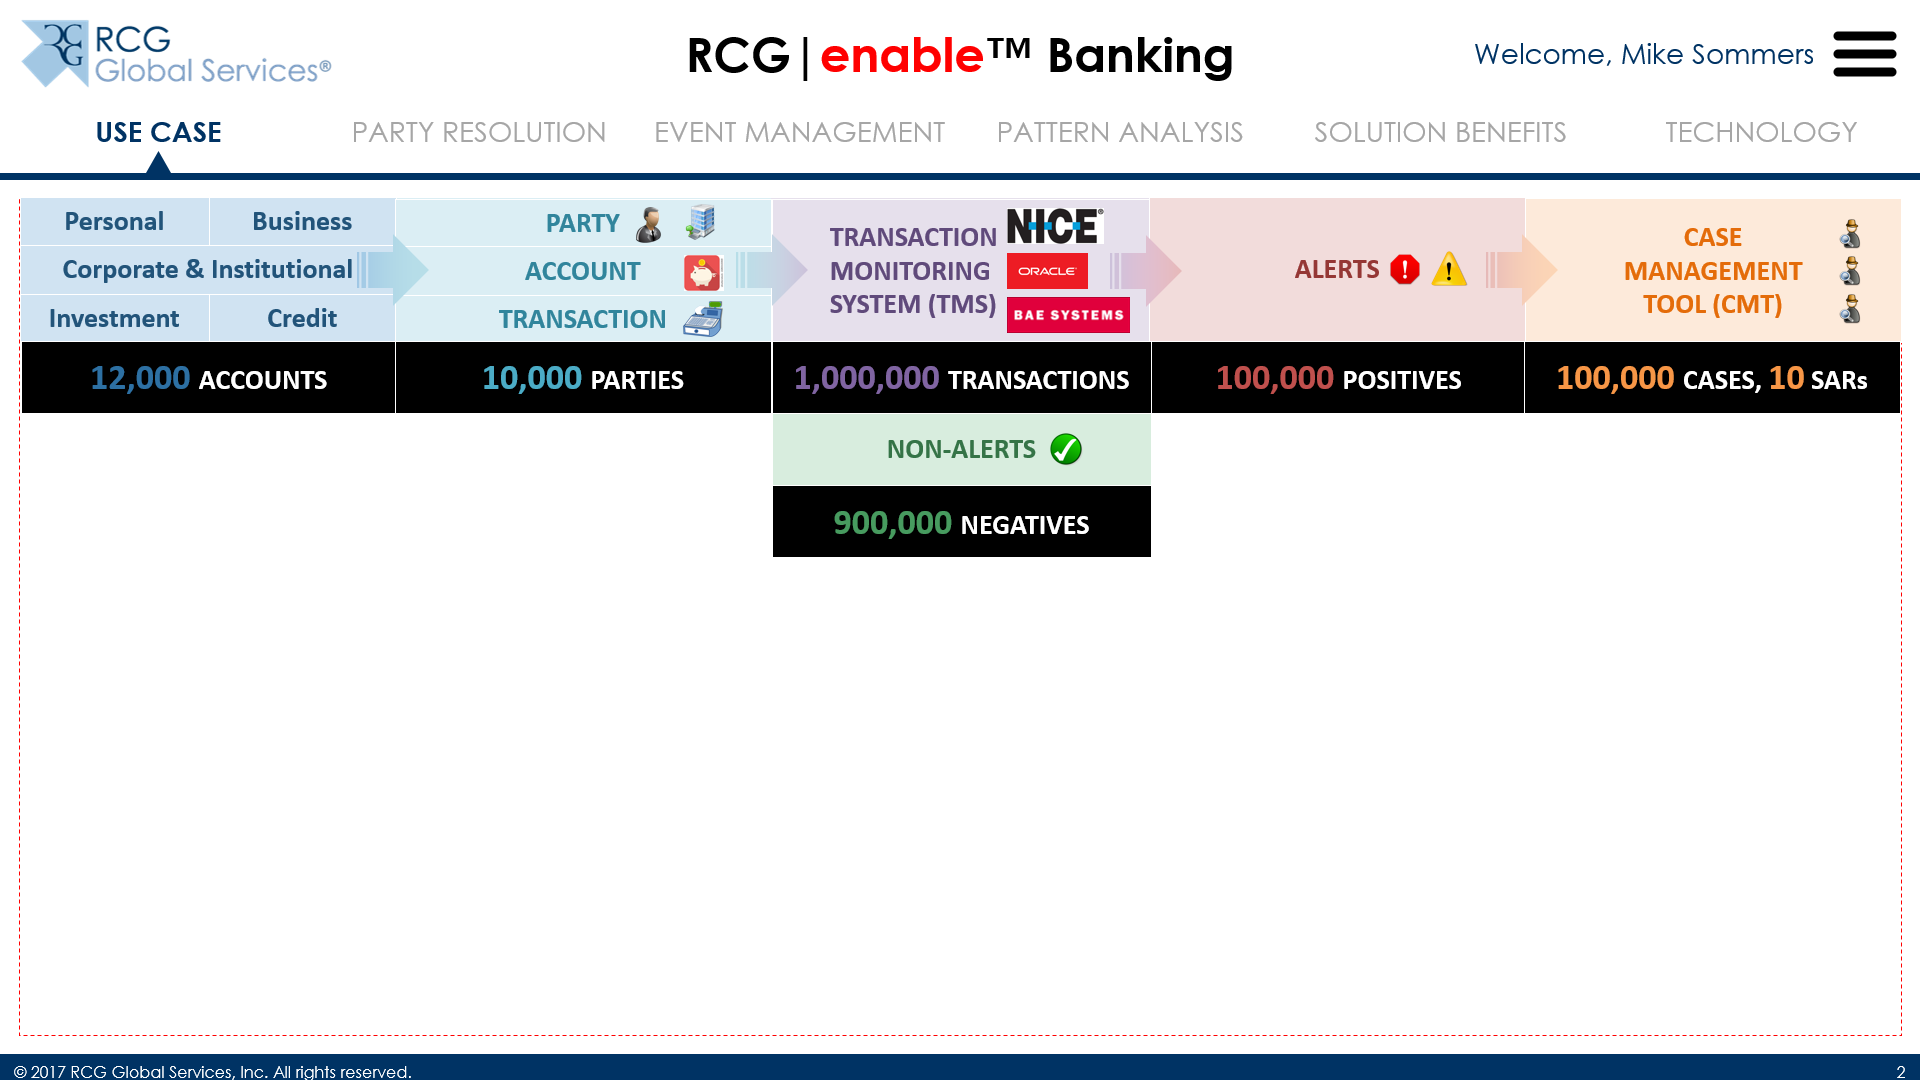 RCG
Global Services®
RCG|enable™ Banking
Welcome, Mike Sommers
USE CASE
PARTY RESOLUTION
EVENT MANAGEMENT
PATTERN ANALYSIS
SOLUTION BENEFITS
TECHNOLOGY
Personal
Business
Corporate & Institutional
Investment
Credit
12,000 ACCOUNTS
PARTY
ACCOUNT
TRANSACTION
10,000 PARTIES
TRANSACTION
MONITORING
SYSTEM (TMS)
NICE®
ORACLE®
BAE SYSTEMS
1,000,000 TRANSACTIONS
NON-ALERTS
900,000 NEGATIVES
ALERTS
100,000 POSITIVES
CASE
MANAGEMENT
TOOL (CMT)
100,000 CASES, 10 SARs
© 2017 RCG Global Services, Inc. All rights reserved.
2